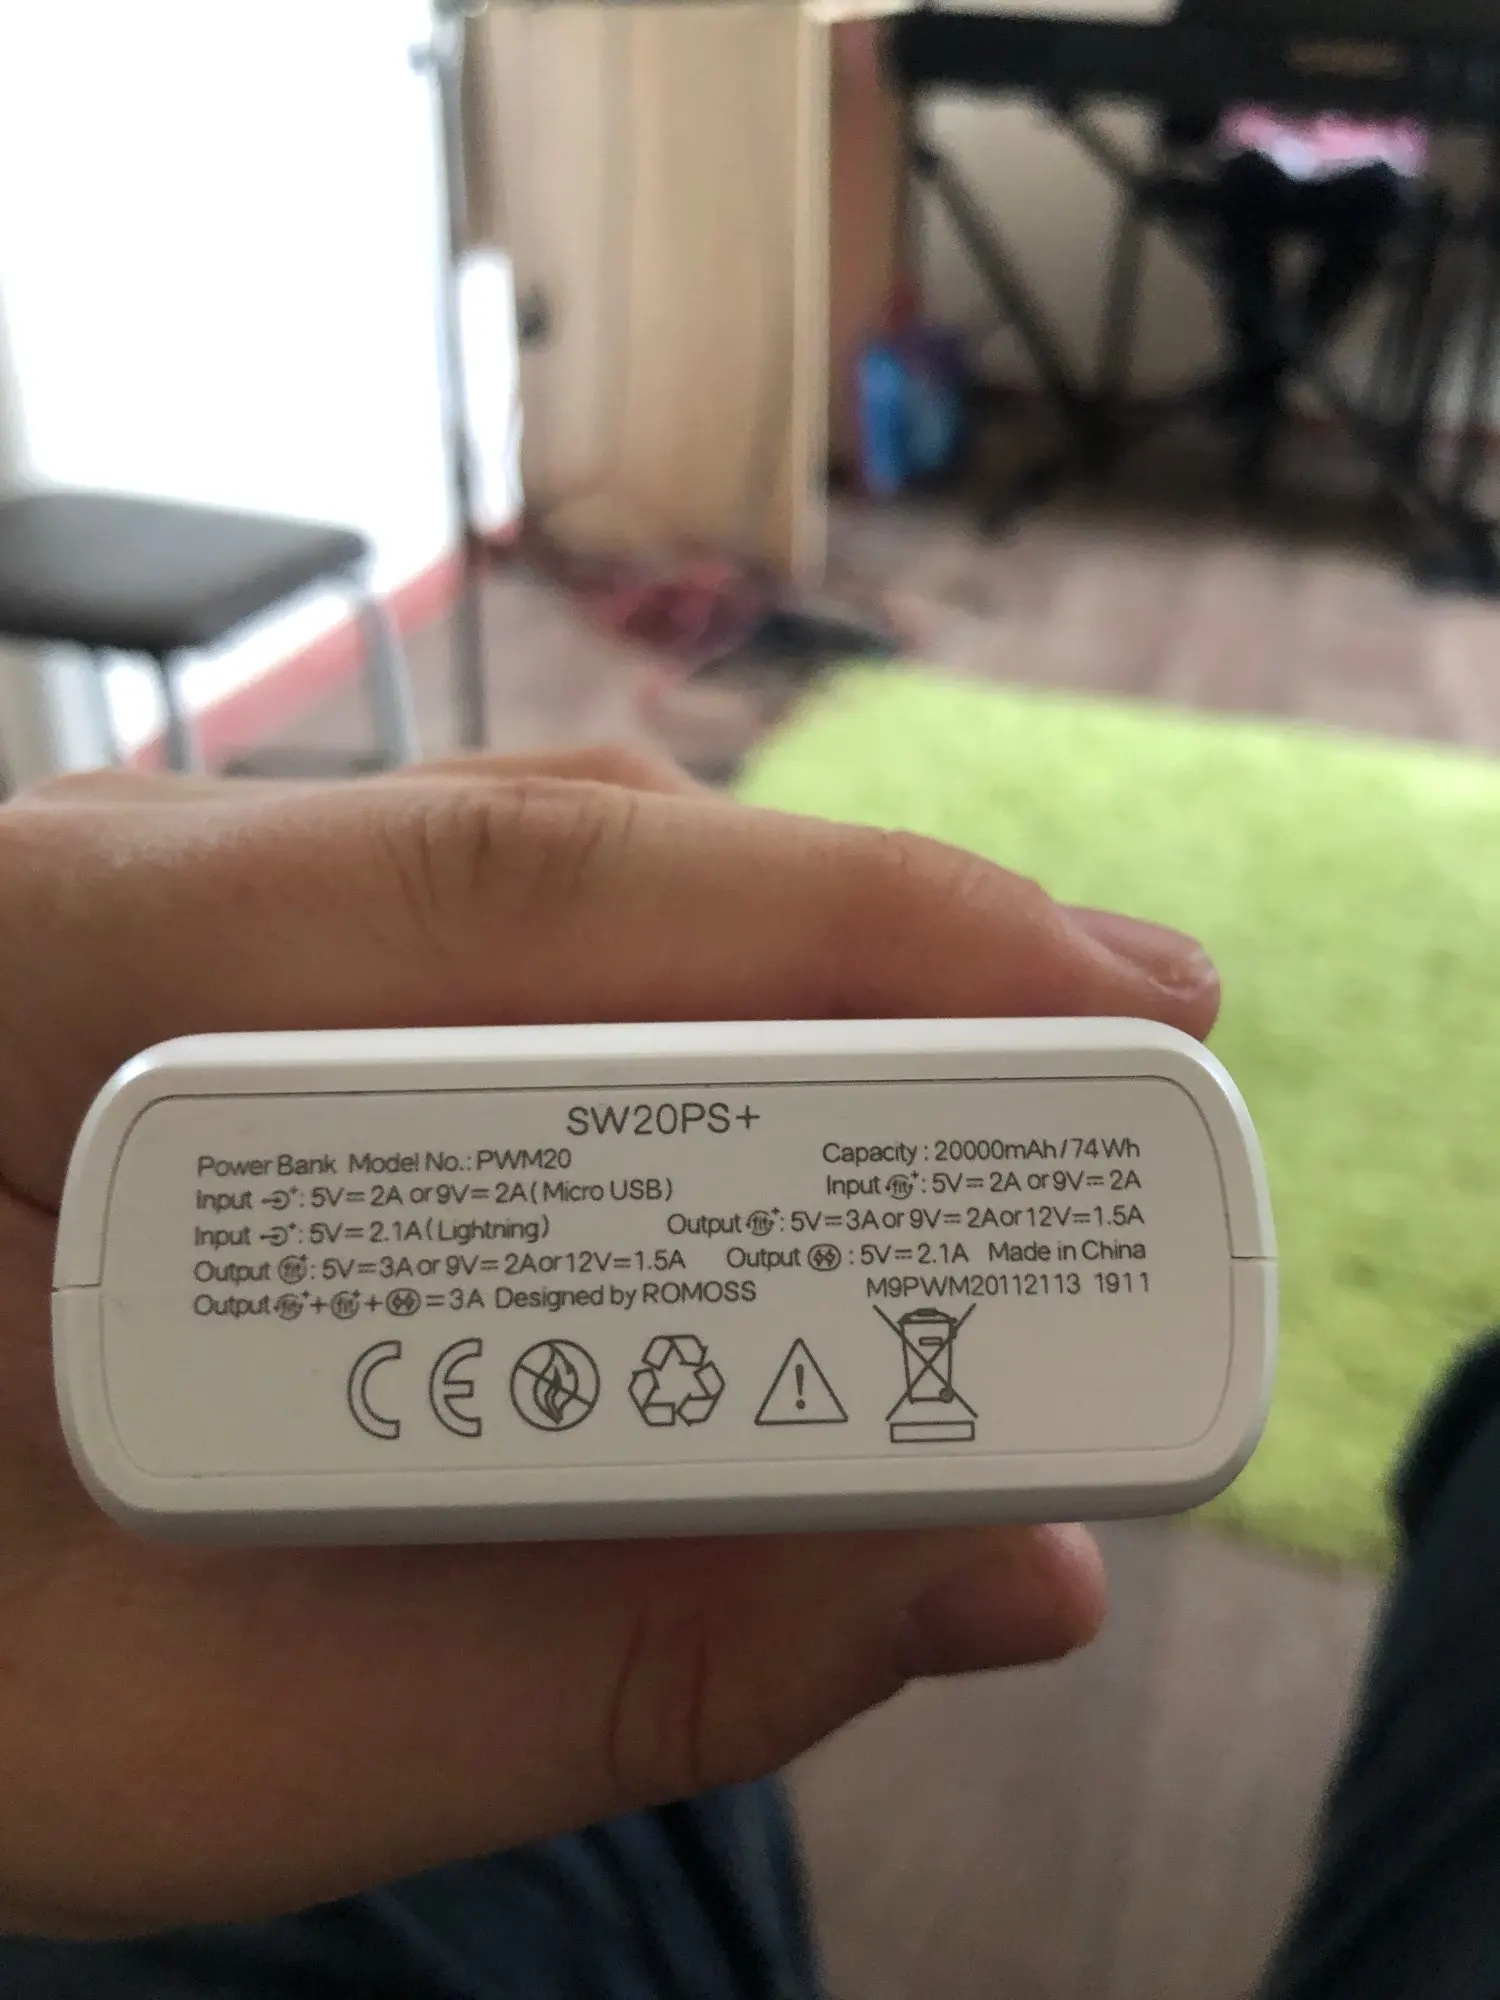 SW20PS+
Power Bank Model No.: PWM20 Capacity : 20000mAh/74Wh
Input : 5V=2A or 9V=2A(Micro USB) Input : 5V=2A or 9V=2A
Input : 5V=2.1A(Lightning) Output : 5V=3A or 9V=2A or 12V=1.5A
Output : 5V=3A or 9V=2A or 12V=1.5A Output : 5V=2.1A Made in China
Output + + =3A Designed by ROMOSS M9PWM20112113 1911
CE